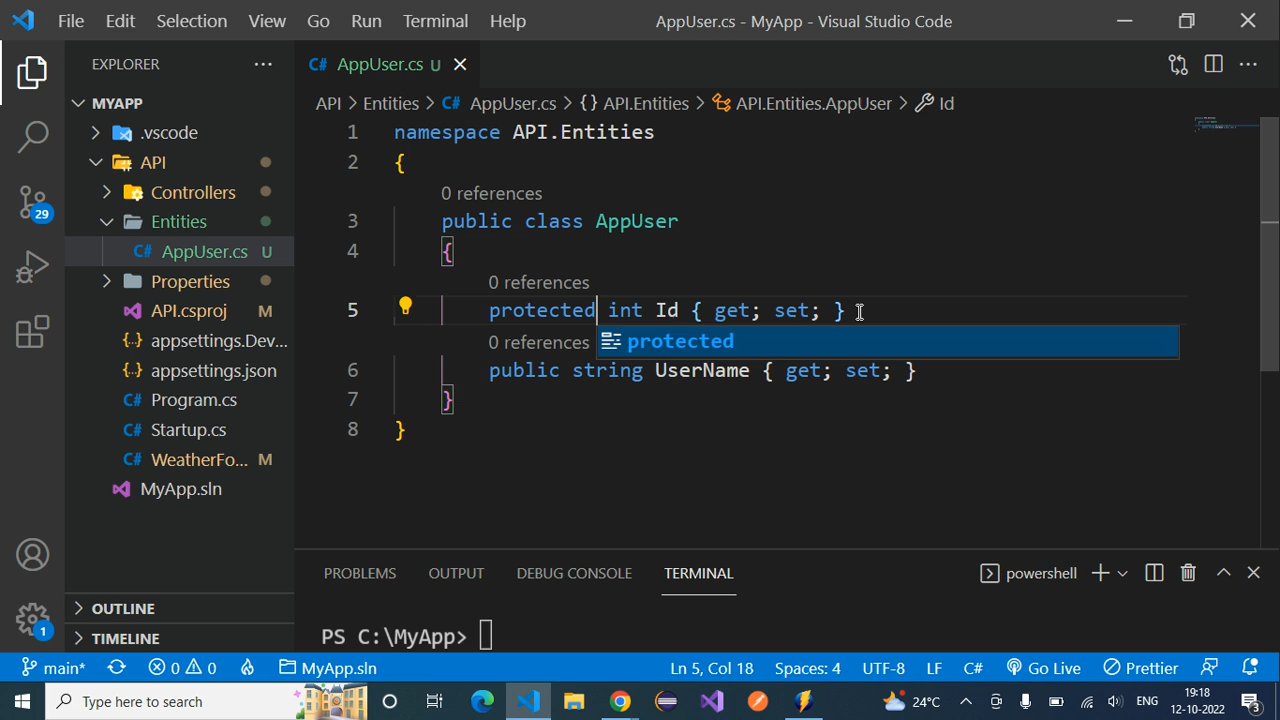 File Edit Selection View Go Run Terminal Help
AppUser.cs - MyApp - Visual Studio Code
EXPLORER
MYAPP
.vscode
API
Controllers
Entities
C# AppUser.cs U
Properties
API.csproj M
{.} appsettings.Dev...
{.} appsettings.json
C# Program.cs
C# Startup.cs
C# WeatherFo... M
MyApp.sln
OUTLINE
TIMELINE
29
1
C# AppUser.cs U
API > Entities > C# AppUser.cs > {} API.Entities > API.Entities.AppUser > Id
1 namespace API.Entities
2 {
0 references
3 public class AppUser
4 {
0 references
5 protected int Id { get; set; }
protected
0 references
6 public string UserName { get; set; }
7 }
8 }
PROBLEMS OUTPUT DEBUG CONSOLE TERMINAL
powershell
PS C:\MyApp>
main* 0 0 MyApp.sln
Ln 5, Col 18 Spaces: 4 UTF-8 LF C# Go Live Prettier
Type here to search
24°C ENG 19:18
12-10-2022
3